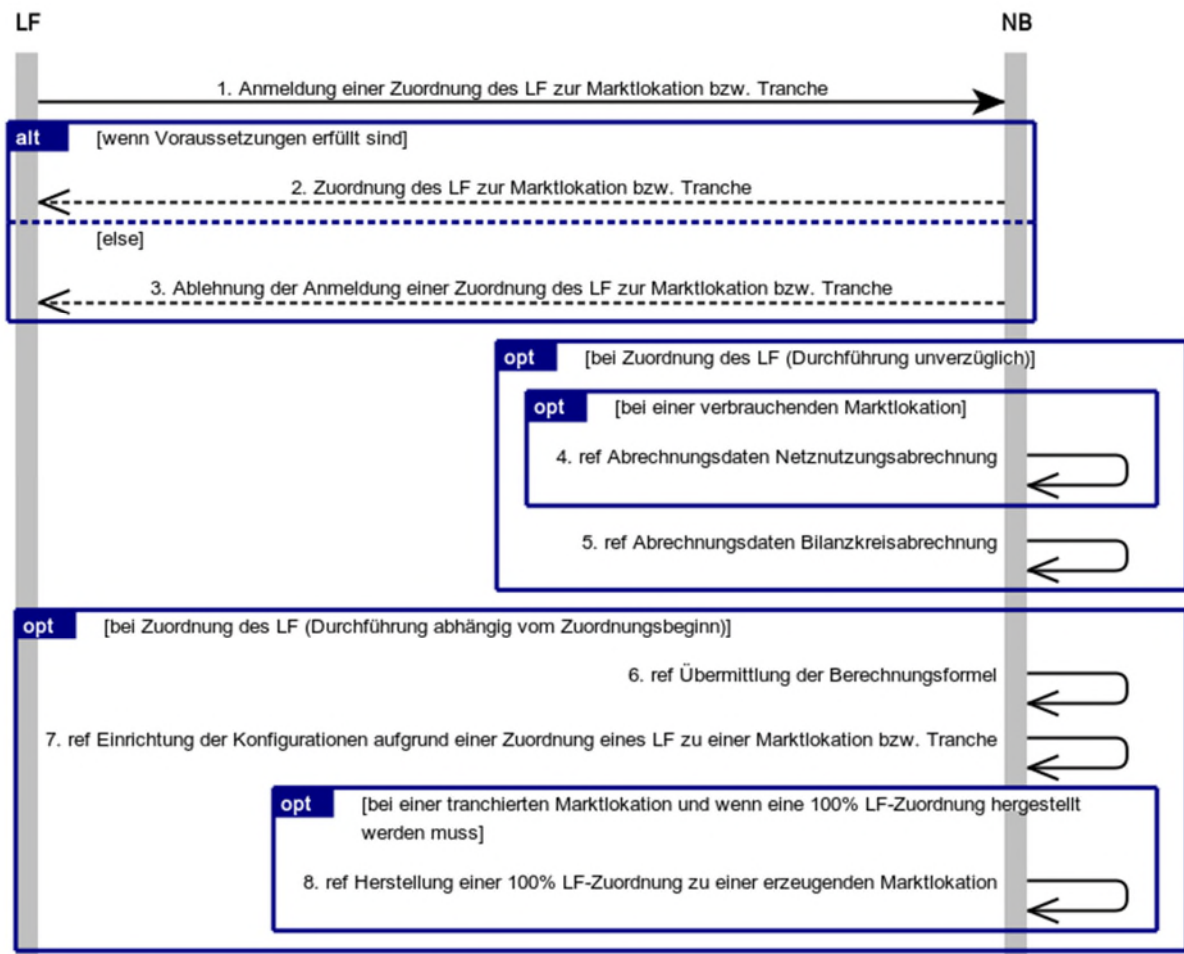 LF
NB
1. Anmeldung einer Zuordnung des LF zur Marktlokation bzw. Tranche
alt
[wenn Voraussetzungen erfüllt sind]
2. Zuordnung des LF zur Marktlokation bzw. Tranche
[else]
3. Ablehnung der Anmeldung einer Zuordnung des LF zur Marktlokation bzw. Tranche
opt
[bei Zuordnung des LF (Durchführung unverzüglich)]
opt
[bei einer verbrauchenden Marktlokation]
4. ref Abrechnungsdaten Netznutzungsabrechnung
5. ref Abrechnungsdaten Bilanzkreisabrechnung
opt
[bei Zuordnung des LF (Durchführung abhängig vom Zuordnungsbeginn)]
6. ref Übermittlung der Berechnungsformel
7. ref Einrichtung der Konfigurationen aufgrund einer Zuordnung eines LF zu einer Marktlokation bzw. Tranche
opt
[bei einer tranchierten Marktlokation und wenn eine 100% LF-Zuordnung hergestellt
werden muss]
8. ref Herstellung einer 100% LF-Zuordnung zu einer erzeugenden Marktlokation